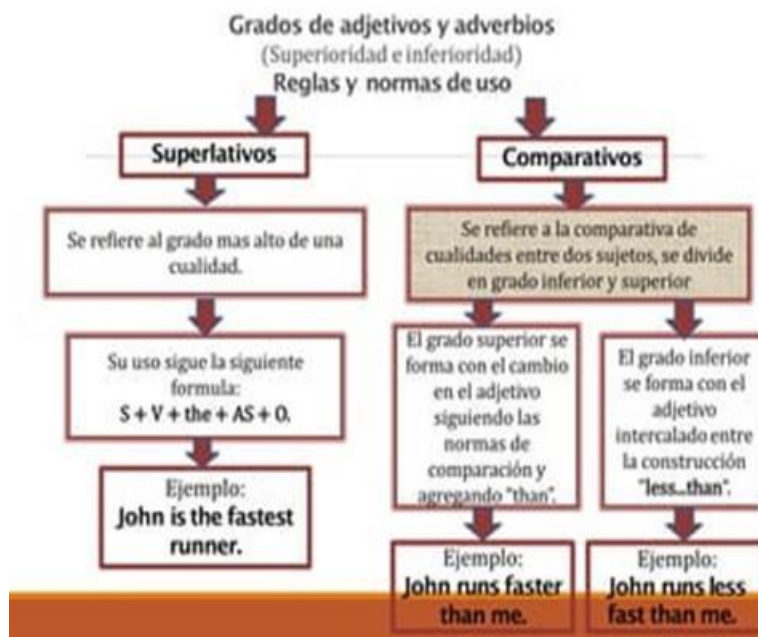 Grados de adjetivos y adverbios
(Superioridad e inferioridad)
Reglas y normas de uso
Superlativos
Se refiere al grado mas alto de una
cualidad.
Su uso sigue la siguiente
formula:
S + V + the + AS + O.
Ejemplo:
John is the fastest
runner.
Comparativos
Se refiere a la comparativa de
cualidades entre dos sujetos, se divide
en grado inferior y superior
El grado superior se
forma con el cambio
en el adjetivo
siguiendo las
normas de
comparación y
agregando "than".
Ejemplo:
John runs faster
than me.
El grado inferior
se forma con el
adjetivo
intercalado entre
la construcción
"less...than".
Ejemplo:
John runs less
fast than me.